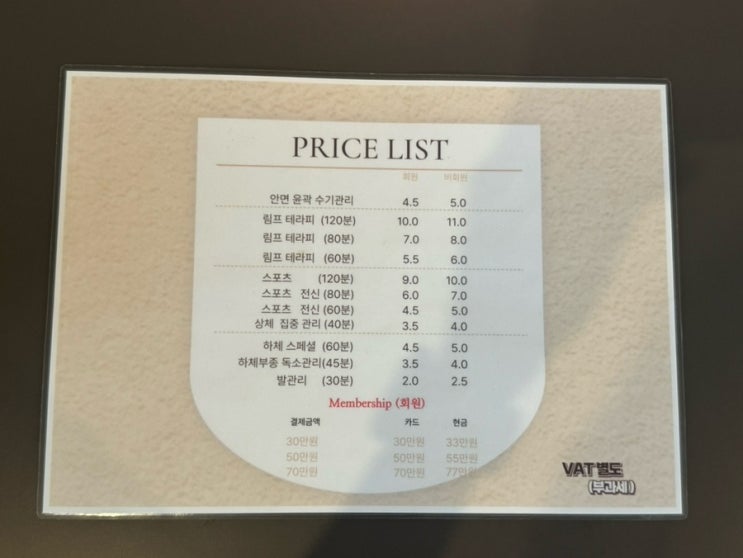 PRICE LIST
회원 비회원
안면 윤곽 수기관리 4.5 5.0
림프 테라피 (120분) 10.0 11.0
림프 테라피 (80분) 7.0 8.0
림프 테라피 (60분) 5.5 6.0
스포츠 (120분) 9.0 10.0
스포츠 전신 (80분) 6.0 7.0
스포츠 전신 (60분) 4.5 5.0
상체 집중 관리 (40분) 3.5 4.0
하체 스페셜 (60분) 4.5 5.0
하체부종 독소관리(45분) 3.5 4.0
발관리 (30분) 2.0 2.5
Membership (회원)
결제금액 카드 현금
30만원 30만원 33만원
50만원 50만원 55만원
70만원 70만원 77만원
VAT별도
(부과세)